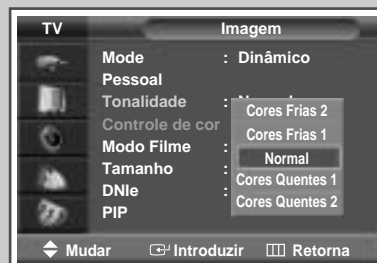 TV
Imagem
Mode : Dinâmico
Pessoal
Tonalidade :
Controle de cor
Modo Filme :
Tamanho :
DNIe :
PIP
Cores Frias 2
Cores Frias 1
Normal
Cores Quentes 1
Cores Quentes 2
Mudar Introduzir Retorna